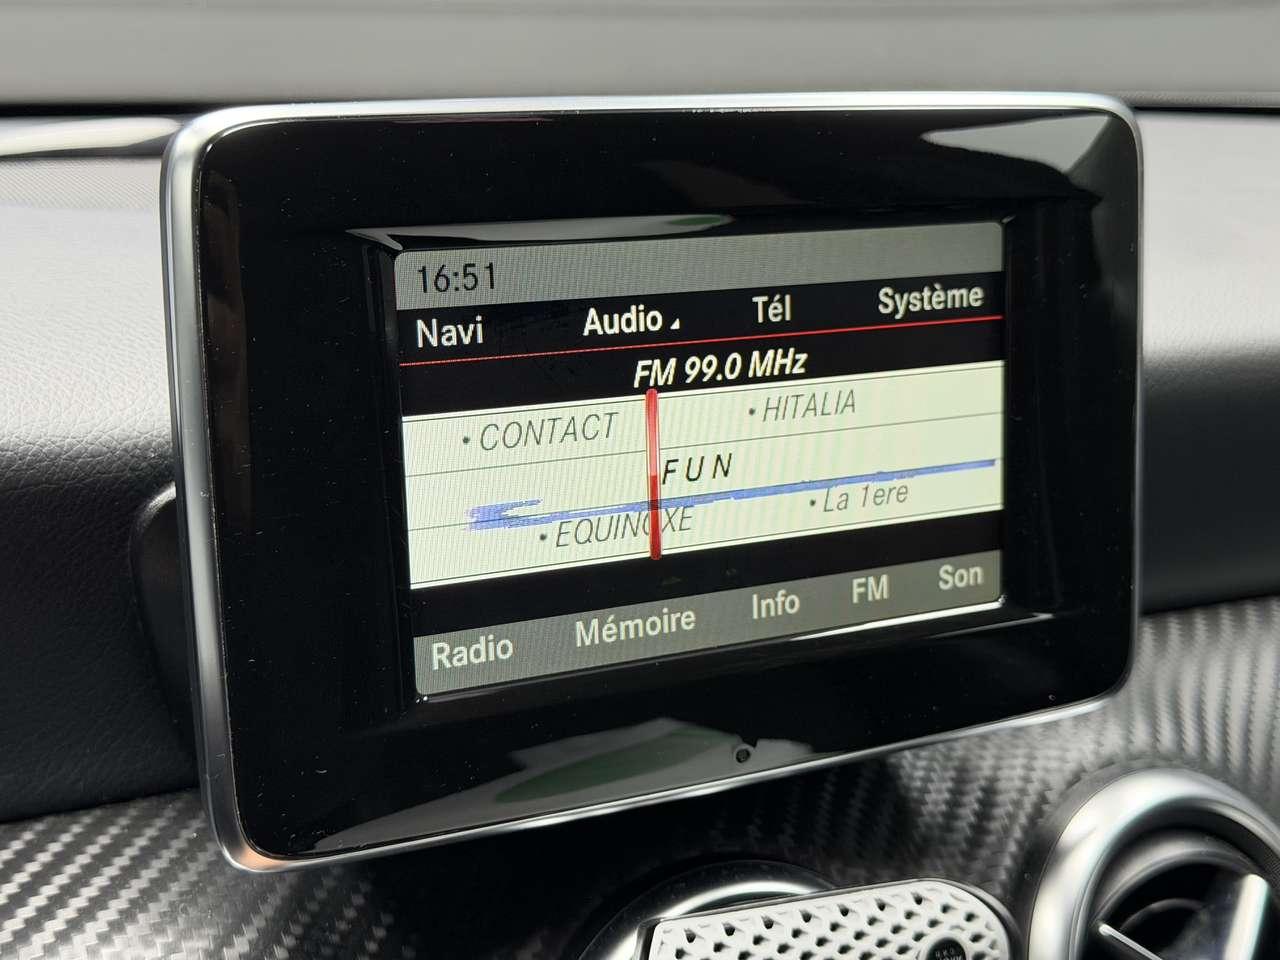 16:51
Navi Audio Tél Système
FM 99.0 MHz
• CONTACT • HITALIA
FUN
• EQUINOXE • La 1ere
Radio Mémoire Info FM Son